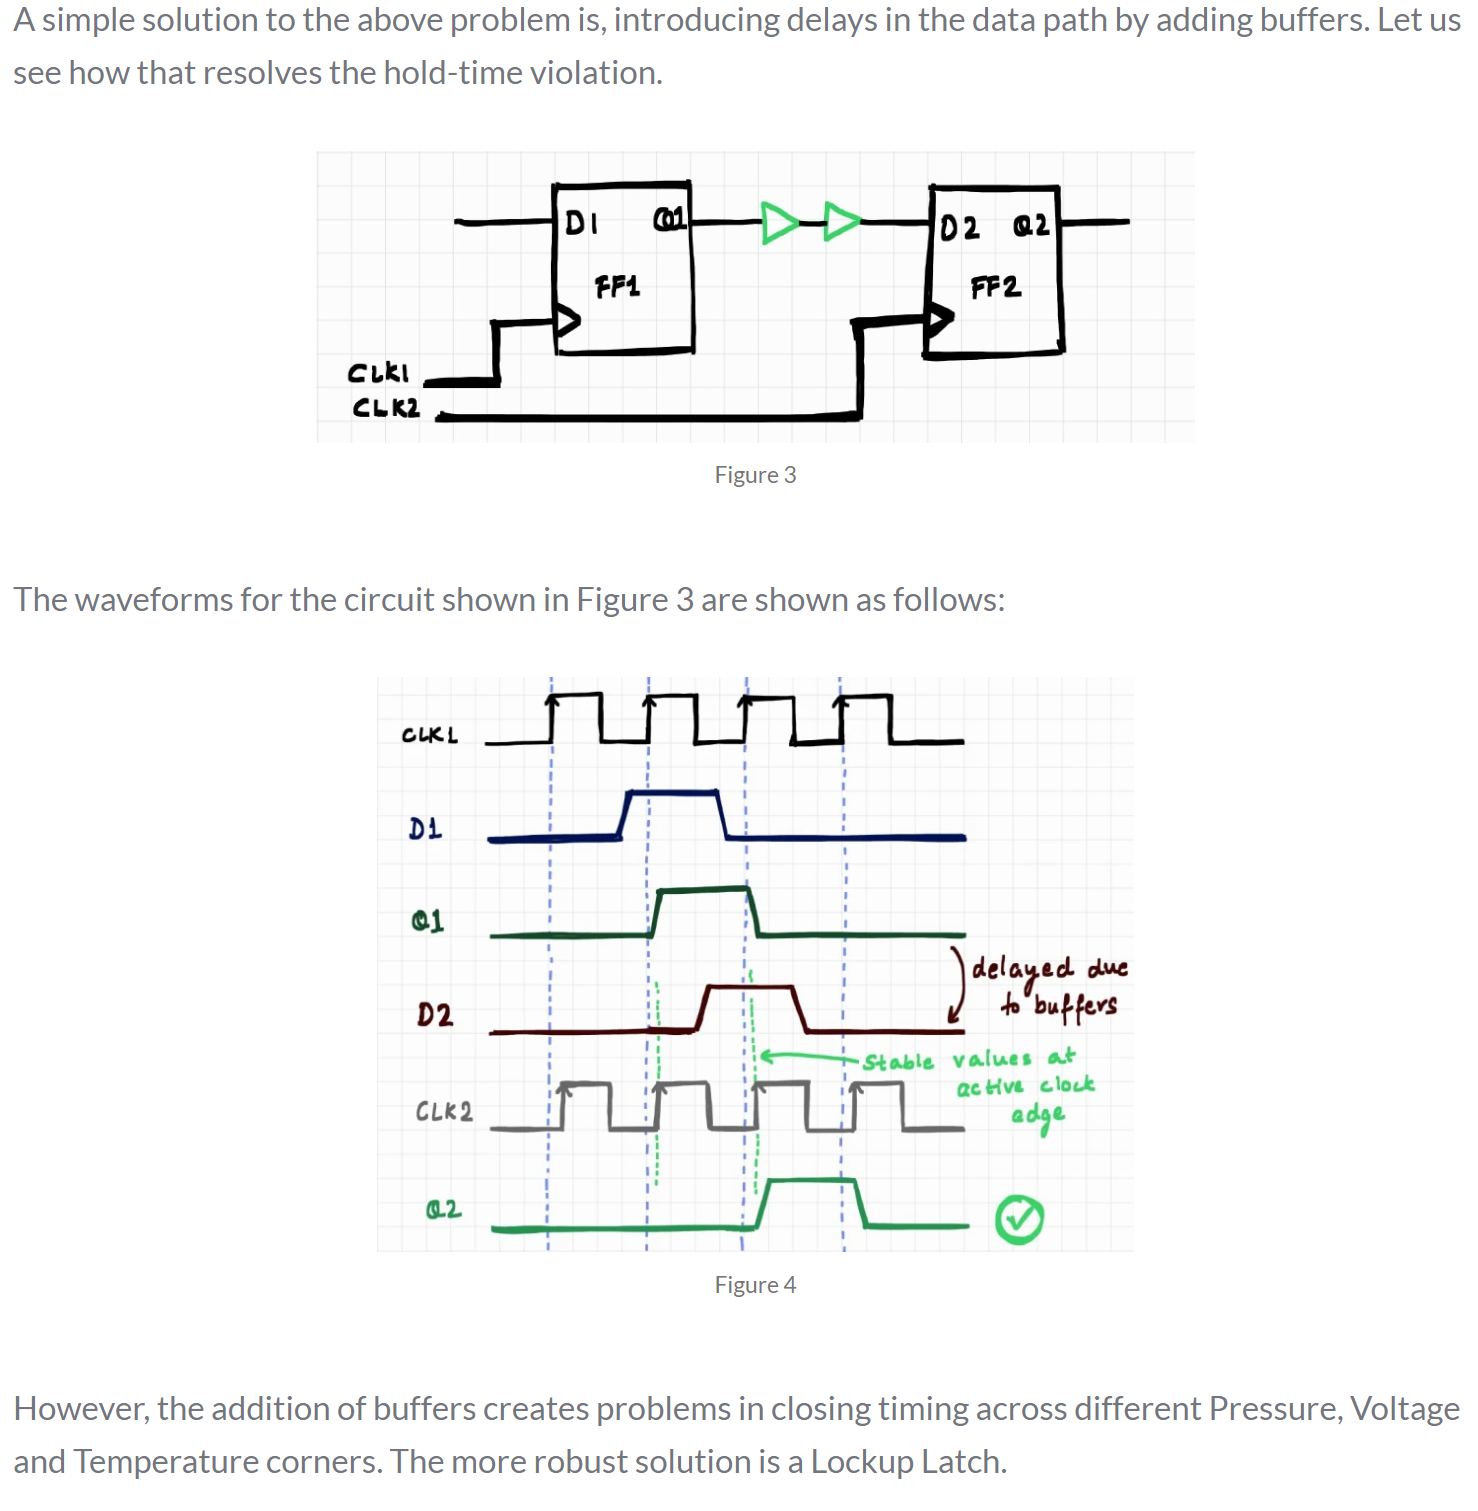 A simple solution to the above problem is, introducing delays in the data path by adding buffers. Let us
see how that resolves the hold-time violation.
D1 Q1
D2 Q2
FF1
FF2
CLK1
CLK2
Figure 3
The waveforms for the circuit shown in Figure 3 are shown as follows:
CLK1
D1
Q1
delayed due
to buffers
D2
Stable values at
active clock
edge
CLK2
Q2
Figure 4
However, the addition of buffers creates problems in closing timing across different Pressure, Voltage
and Temperature corners. The more robust solution is a Lockup Latch.